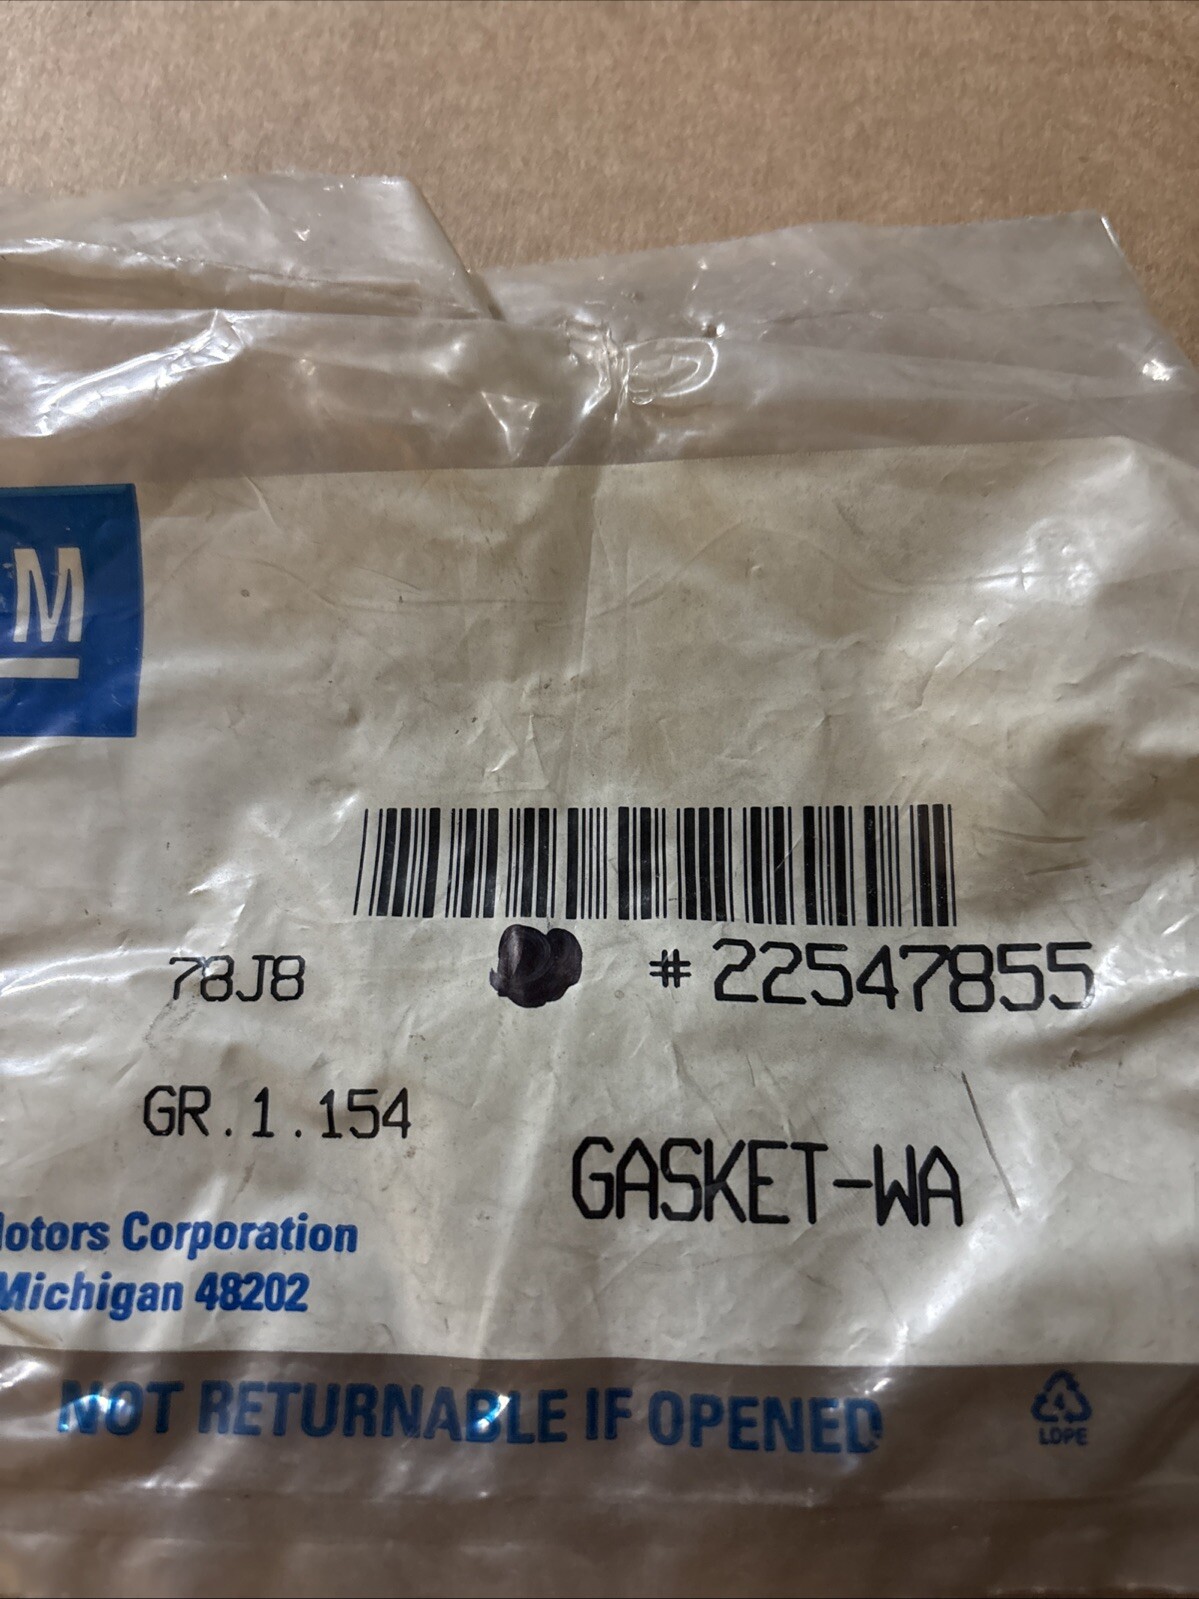 M
78J8 # 22547855
GR.1.154
GASKET-WA
Motors Corporation
Michigan 48202
NOT RETURNABLE IF OPENED
4
LDPE